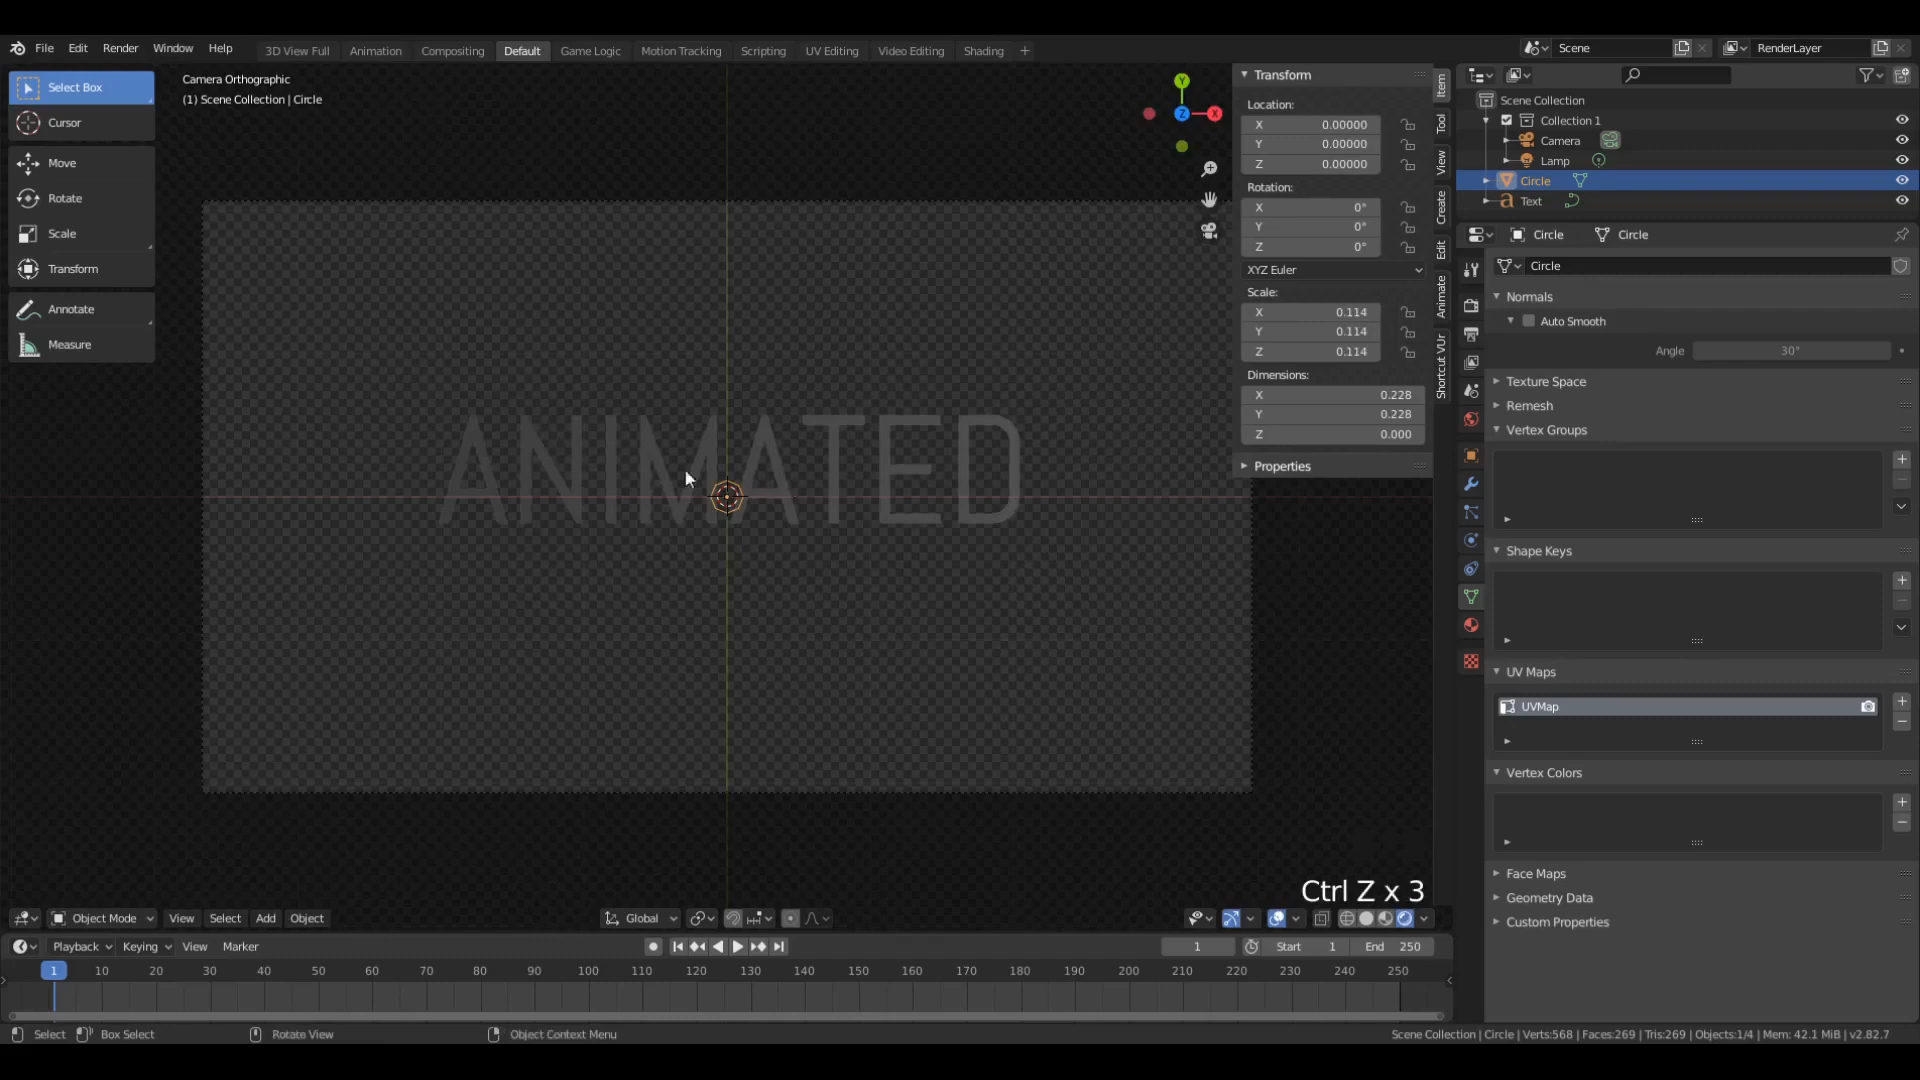 File Edit Render Window Help 3D View Full Animation Compositing Default Game Logic Motion Tracking Scripting UV Editing Video Editing Shading + Scene RenderLayer
Select Box
Cursor
Move
Rotate
Scale
Transform
Annotate
Measure
Camera Orthographic
(1) Scene Collection | Circle
Y
Z
X
ANIMATED
Transform
Location:
X 0.00000
Y 0.00000
Z 0.00000
Rotation:
X 0°
Y 0°
Z 0°
XYZ Euler
Scale:
X 0.114
Y 0.114
Z 0.114
Dimensions:
X 0.228
Y 0.228
Z 0.000
Properties
Item
Tool
View
Create
Edit
Animate
Shortcut VUr
Scene Collection
Collection 1
Camera
Lamp
Circle
Text
Circle Circle
Circle
Normals
Auto Smooth
Angle 30°
Texture Space
Remesh
Vertex Groups
Shape Keys
UV Maps
UVMap
Vertex Colors
Face Maps
Geometry Data
Custom Properties
Ctrl Z x 3
Object Mode View Select Add Object Global
Playback Keying View Marker 1 Start 1 End 250
1 10 20 30 40 50 60 70 80 90 100 110 120 130 140 150 160 170 180 190 200 210 220 230 240 250
Select Box Select Rotate View Object Context Menu Scene Collection | Circle | Verts:568 | Faces:269 | Tris:269 | Objects:1/4 | Mem: 42.1 MiB | v2.82.7